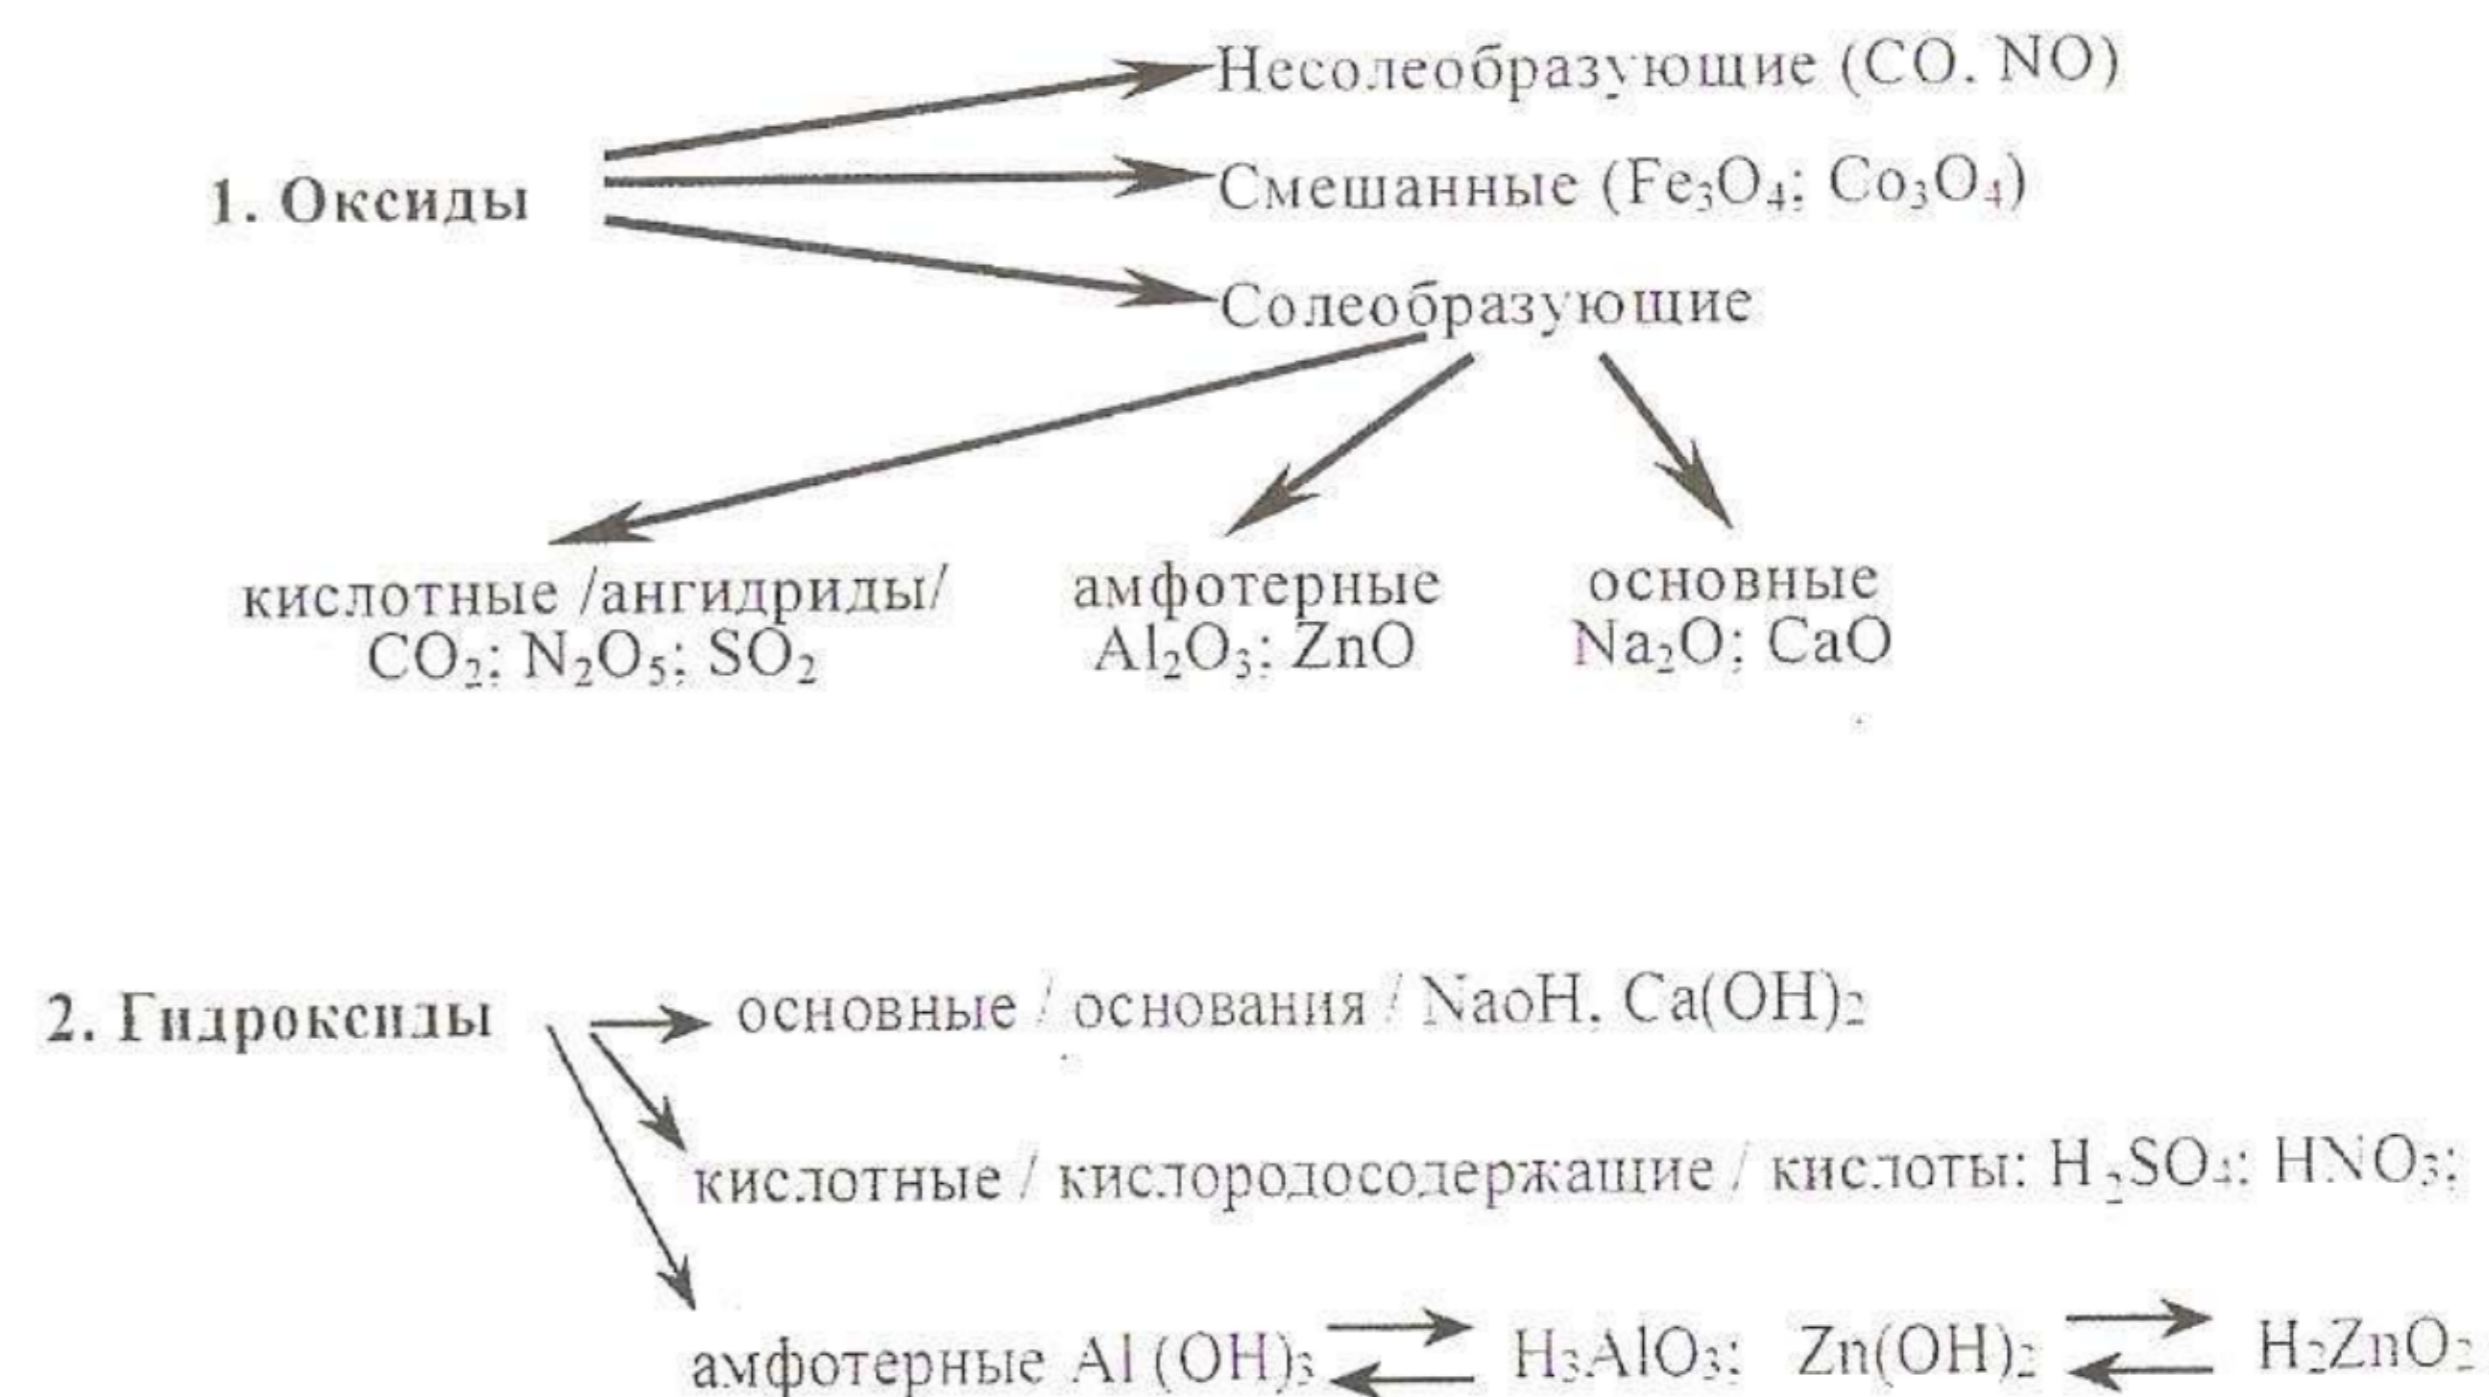 Несолеобразующие (CO. NO)
1. Оксиды
Смешанные (Fe₃O₄; Co₃O₄)
Солеобразующие
кислотные /ангидриды/ амфотерные основные
CO₂; N₂O₅; SO₂ Al₂O₃; ZnO Na₂O; CaO
2. Гидроксиды основные / основания / NaoH, Ca(OH)₂
кислотные / кислородосодержащие / кислоты: H₂SO₄; HNO₃;
амфотерные Al (OH)₃ H₃AlO₃; Zn(OH)₂ H₂ZnO₂